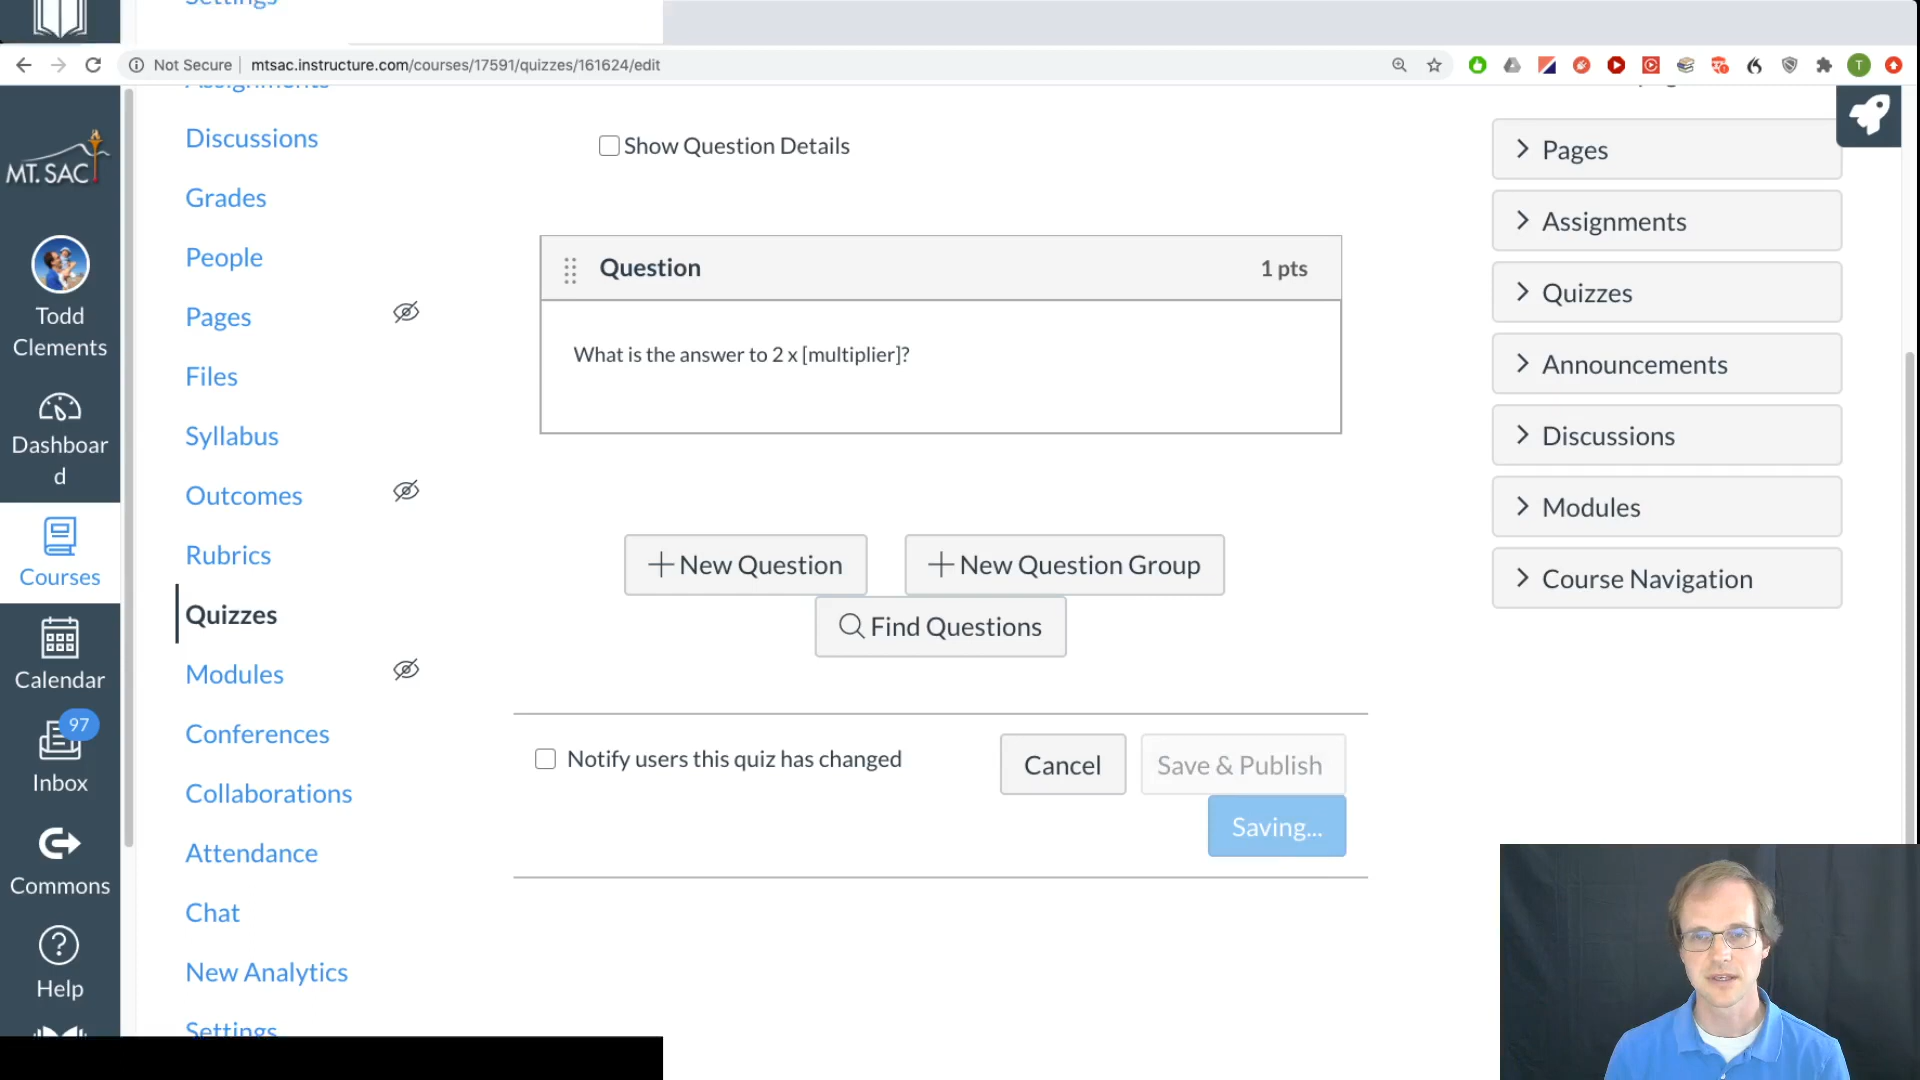 Settings
Not Secure
mtsac.instructure.com/courses/17591/quizzes/161624/edit
T
MT. SAC
Todd
Clements
Dashboar
d
Courses
Calendar
97
Inbox
Commons
Help
Assignments
Discussions
Grades
People
Pages
Files
Syllabus
Outcomes
Rubrics
Quizzes
Modules
Conferences
Collaborations
Attendance
Chat
New Analytics
Settings
Show Question Details
Question
1 pts
What is the answer to 2 x [multiplier]?
New Question
New Question Group
Find Questions
Notify users this quiz has changed
Cancel
Save & Publish
Saving...
Pages
Assignments
Quizzes
Announcements
Discussions
Modules
Course Navigation